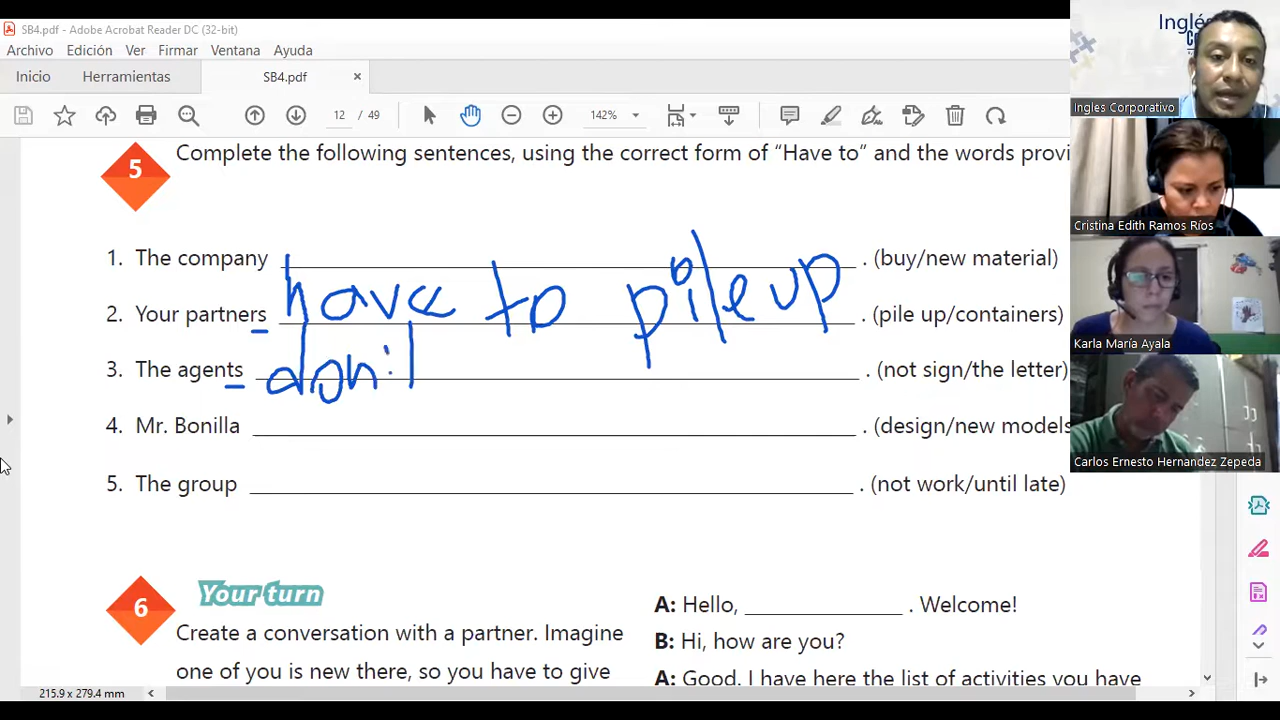 SB4.pdf - Adobe Acrobat Reader DC (32-bit)
Archivo Edición Ver Firmar Ventana Ayuda
Inicio Herramientas SB4.pdf ×
12 / 49 142%
5 Complete the following sentences, using the correct form of "Have to" and the words provi
1. The company ______ . (buy/new material)
2. Your partners have to pile up . (pile up/containers)
3. The agents don't . (not sign/the letter)
4. Mr. Bonilla ______ . (design/new models
5. The group ______ . (not work/until late)
6 Your turn
Create a conversation with a partner. Imagine
one of you is new there, so you have to give
A: Hello, ______ . Welcome!
B: Hi, how are you?
A: Good. I have here the list of activities you have
215.9 x 279.4 mm
Inglés
Ingles Corporativo
Cristina Edith Ramos Ríos
Karla María Ayala
Carlos Ernesto Hernandez Zepeda